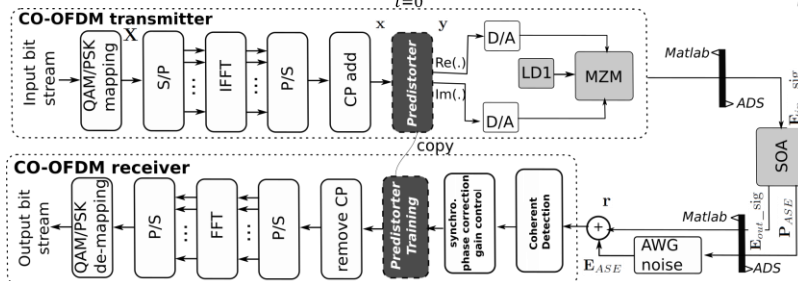 l=0
CO-OFDM transmitter
Input bit
stream
QAM/PSK
mapping
X
S/P
IFFT
P/S
CP add
x
Predistorter
y
Re(.)
Im(.)
D/A
D/A
LD1
MZM
Matlab
ADS
SOA
copy
CO-OFDM receiver
Output bit
stream
QAM/PSK
de-mapping
P/S
FFT
P/S
remove CP
Predistorter
Training
synchro.
phase correction
gain control
Coherent
Detection
r
+
E_ASE
AWG
noise
Matlab
ADS
E_out_sig
P_ASE